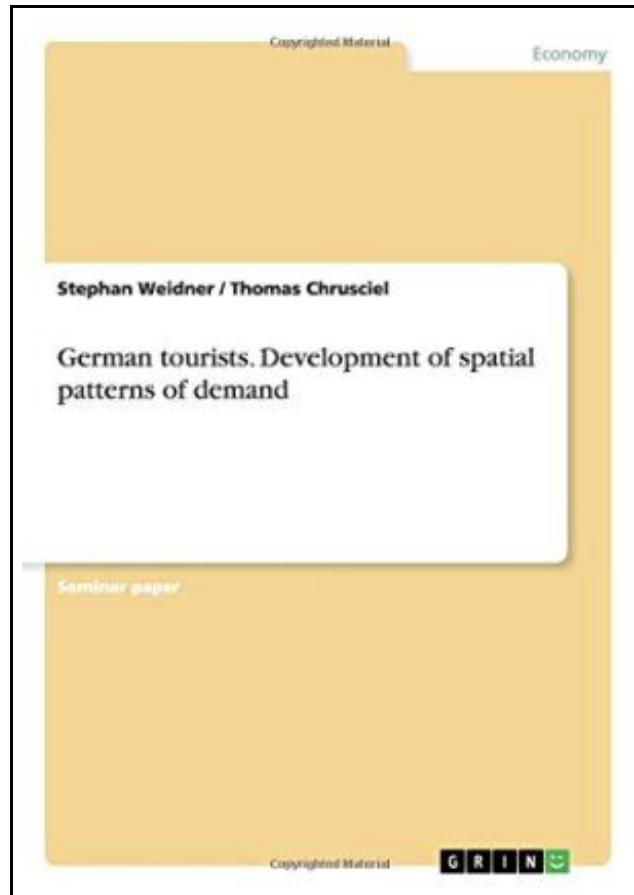 Copyrighted Material
Economy
Stephan Weidner / Thomas Chrusciel
German tourists. Development of spatial
patterns of demand
Seminar paper
Copyrighted Material
GRIN